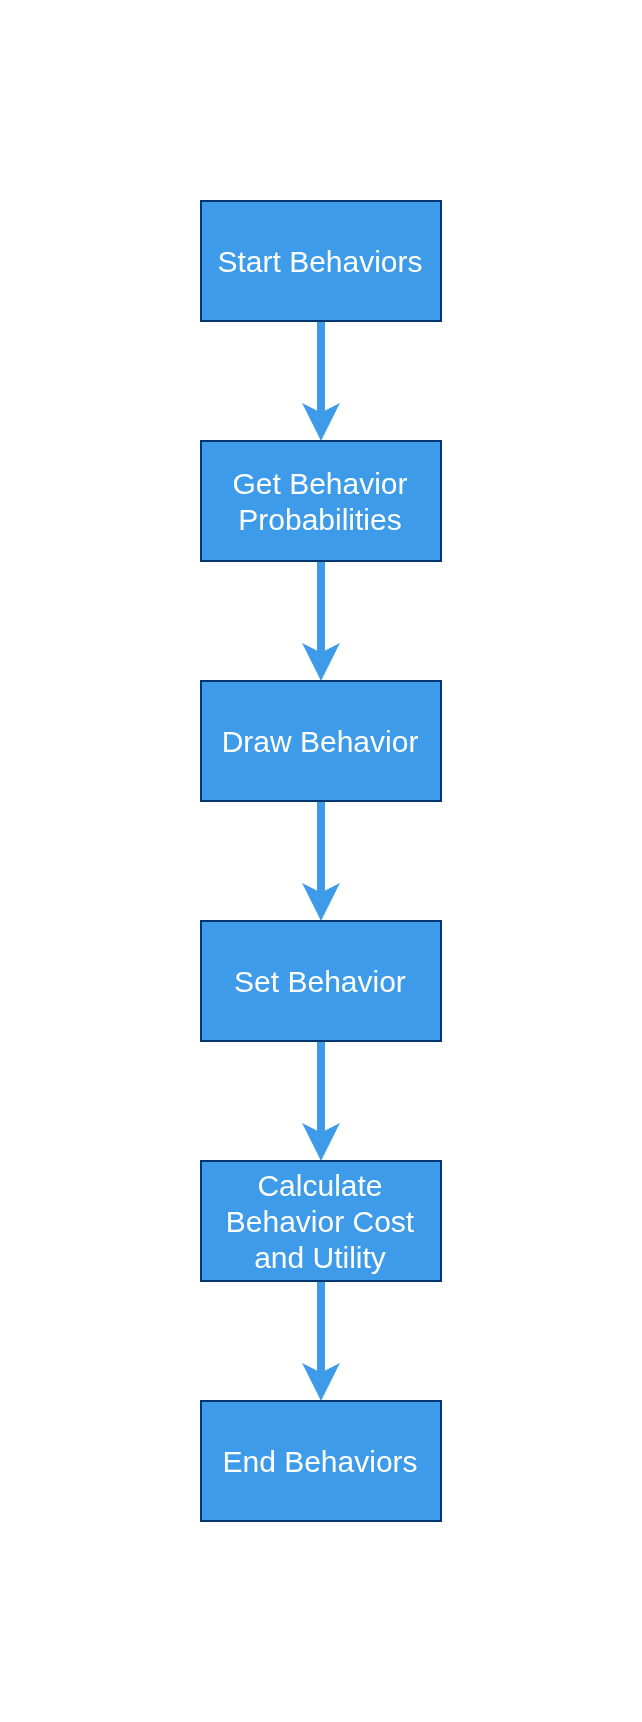 Start Behaviors
Get Behavior
Probabilities
Draw Behavior
Set Behavior
Calculate
Behavior Cost
and Utility
End Behaviors